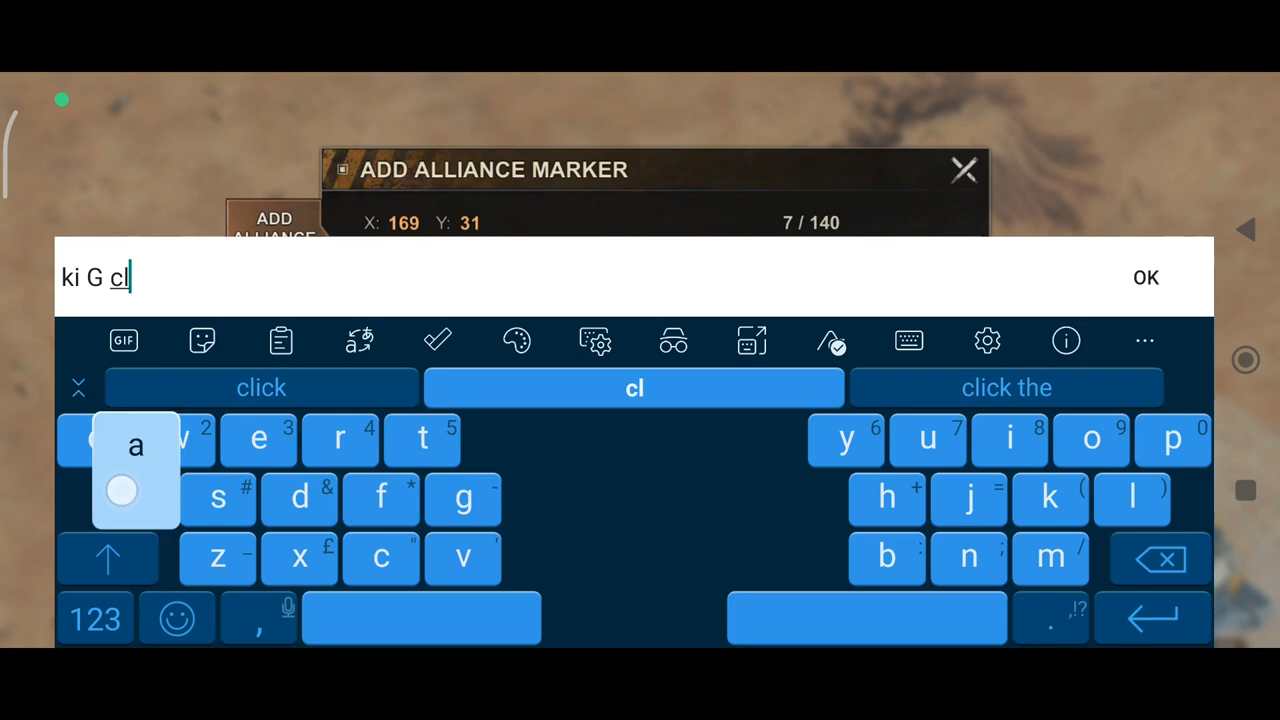 ADD ALLIANCE MARKER
ADD
ALLIANCE
X: 169 Y: 31
7 / 140
ki G cl
OK
GIF
click
cl
click the
2 e 3 r 4 t 5 y 6 u 7 i 8 o 9 p 0
a s # d & f * g - h + j = k ( l )
z _ x £ c " v ' b : n ; m /
123 , . ,!?